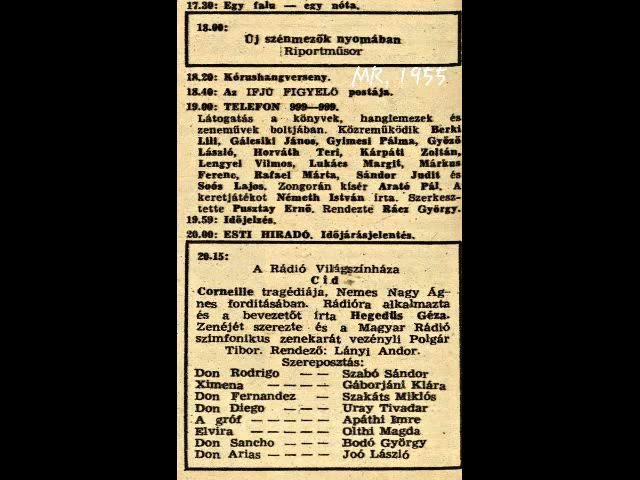 17.30: Egy falu — egy nóta.
18.00:
Új szénmezők nyomában
Riportműsor
MR, 1955.
18.20: Kórushangverseny.
18.40: Az IFJÚ FIGYELŐ postája.
19.00: TELEFON 999—999.
Látogatás a könyvek, hanglemezek és
zeneművek boltjában. Közreműködik Berki
Lili, Gálcsiki János, Gyimesi Pálma, Győző
László, Horváth Teri, Kárpáti Zoltán,
Lengyel Vilmos, Lukács Margit, Márkus
Ferenc, Rafael Márta, Sándor Judit és
Soós Lajos. Zongorán kísér Arató Pál. A
keretjátékot Németh István írta. Szerkesz-
tette Pusztay Ernő. Rendezte Rácz György.
19.59: Időjelzés.
20.00: ESTI HIRADÓ. Időjárásjelentés.
20.15:
A Rádió Világszínháza
Cid
Corneille tragédiája, Nemes Nagy Ág-
nes fordításában. Rádióra alkalmazta
és a bevezetőt írta Hegedüs Géza.
Zenéjét szerezte és a Magyar Rádió
szimfonikus zenekarát vezényli Polgár
Tibor. Rendező: Lányi Andor.
Szereposztás:
Don Rodrigo — — Szabó Sándor
Ximena — — — — Gáborjáni Klára
Don Fernandez — Szakáts Miklós
Don Diego — — — Uray Tivadar
A gróf — — — — — Apáthi Imre
Elvira — — — — — Olthi Magda
Don Sancho — — — Bodó György
Don Arias — — — — Joó László